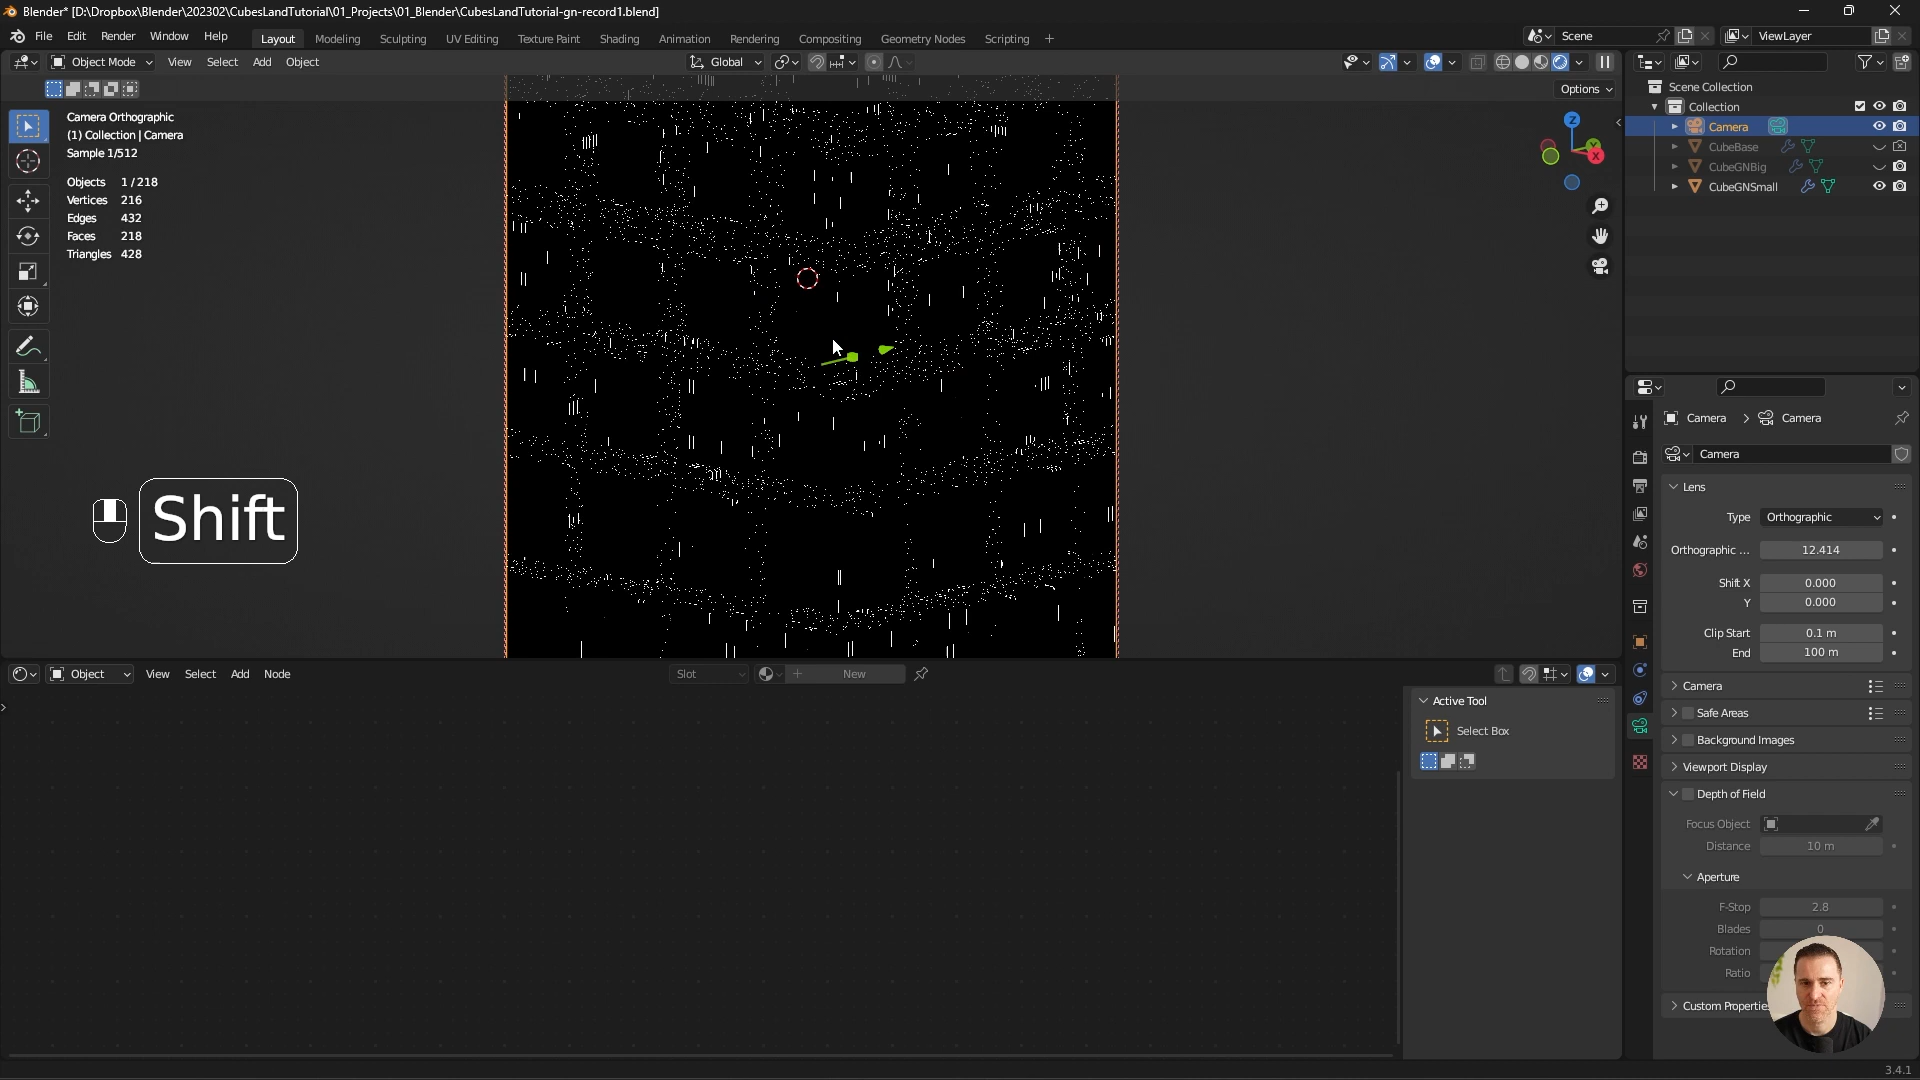 Blender* [D:\Dropbox\Blender\202302\CubesLandTutorial\01_Projects\01_Blender\CubesLandTutorial-gn-record1.blend]
File Edit Render Window Help Layout Modeling Sculpting UV Editing Texture Paint Shading Animation Rendering Compositing Geometry Nodes Scripting + Scene ViewLayer
Object Mode View Select Add Object Global
Options
Camera Orthographic
(1) Collection | Camera
Sample 1/512
Objects 1/218
Vertices 216
Edges 432
Faces 218
Triangles 428
Z
X
Shift
Scene Collection
Collection
Camera
CubeBase
CubeGNBig
CubeGNSmall
Camera > Camera
Camera
Lens
Type Orthographic
Orthographic ... 12.414
Shift X 0.000
Y 0.000
Clip Start 0.1 m
End 100 m
Camera
Safe Areas
Background Images
Viewport Display
Depth of Field
Focus Object
Distance 10 m
Aperture
F-Stop 2.8
Blades 0
Rotation
Ratio
Custom Properties
Object View Select Add Node Slot New
Active Tool
Select Box
3.4.1